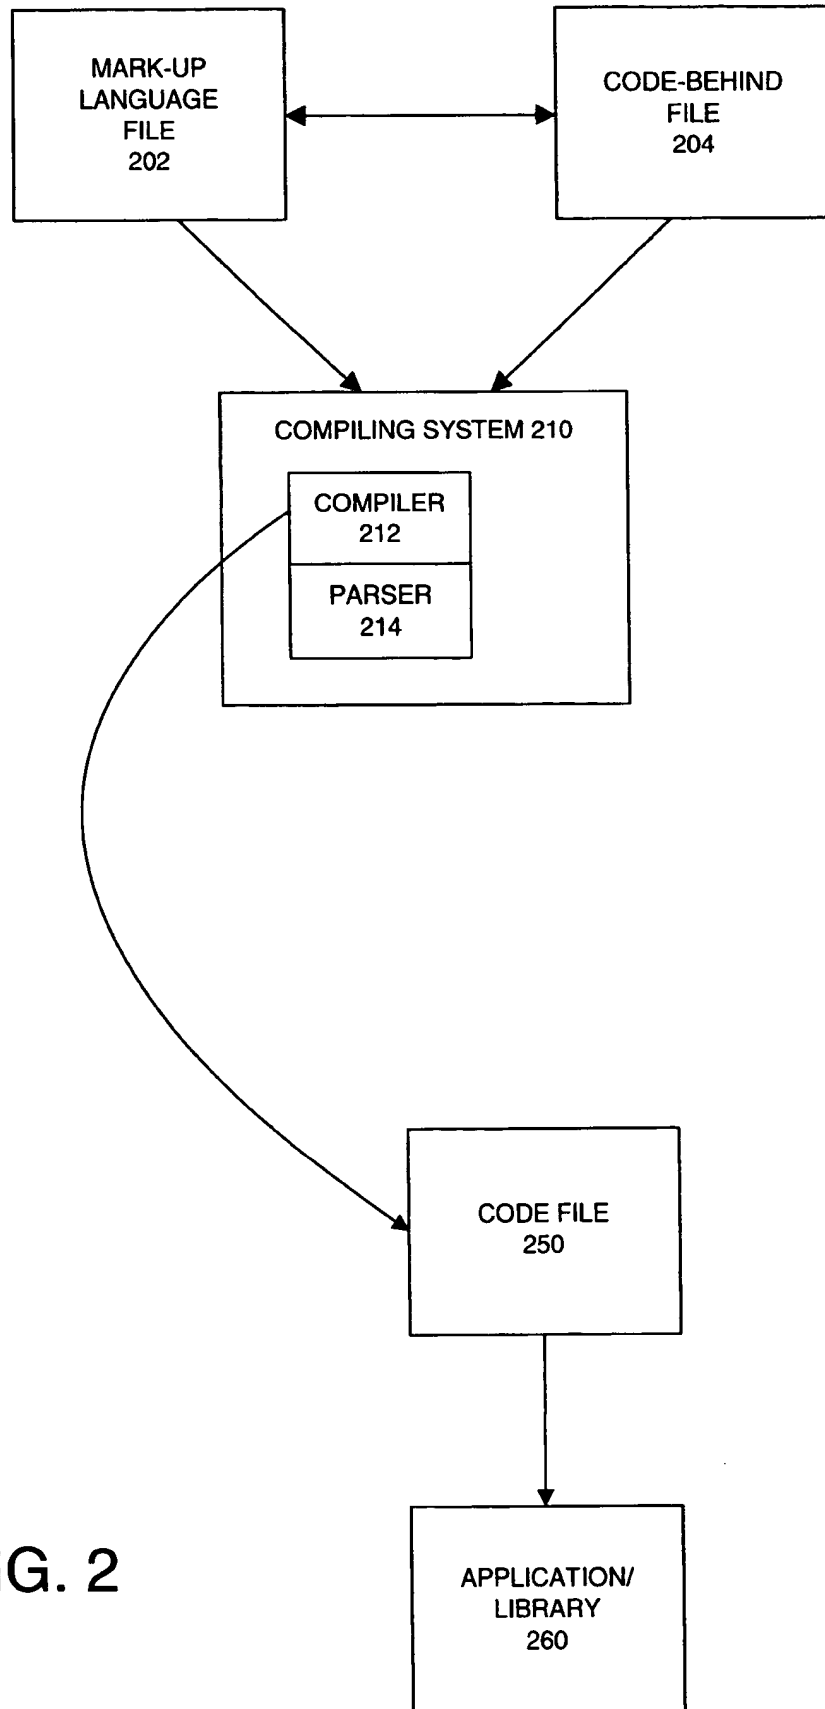 MARK-UP
LANGUAGE
FILE
202
CODE-BEHIND
FILE
204
COMPILING SYSTEM 210
COMPILER
212
PARSER
214
CODE FILE
250
G. 2
APPLICATION/
LIBRARY
260